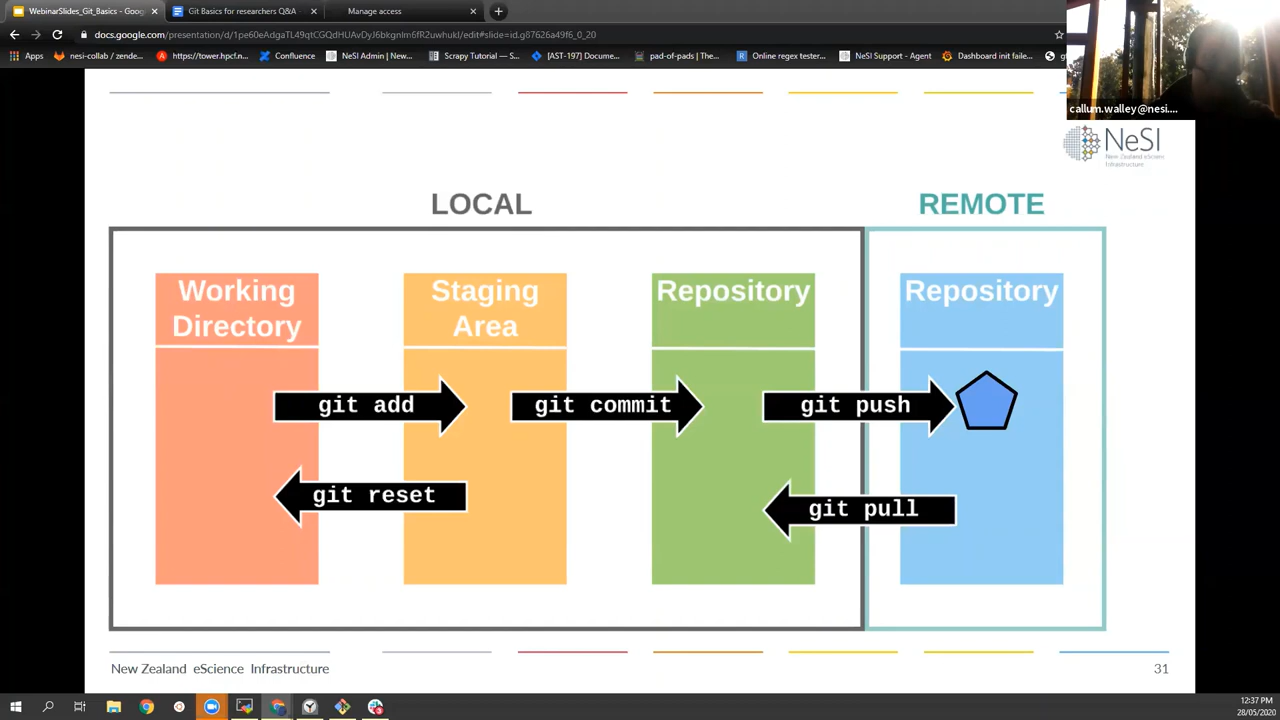 WebinarSlides_Git_Basics - Goog
Git Basics for researchers Q&A
Manage access
docs.google.com/presentation/d/1pe60eAdgaTL49qtCGQdHUAvDyJ6bkgnIm6fR2uwhukI/edit#slide=id.g87626a49f6_0_20
Apps
nesi-collab / zende...
https://tower.hpcf.n...
Confluence
NeSI Admin | New...
Scrapy Tutorial — S...
[AST-197] Docume...
pad-of-pads | The...
Online regex tester...
NeSI Support - Agent
Dashboard init faile...
callum.walley@nesi....
NeSI
New Zealand eScience
Infrastructure
LOCAL
REMOTE
Working
Directory
Staging
Area
Repository
Repository
git add
git commit
git push
git reset
git pull
New Zealand eScience Infrastructure
31
12:37 PM
28/05/2020